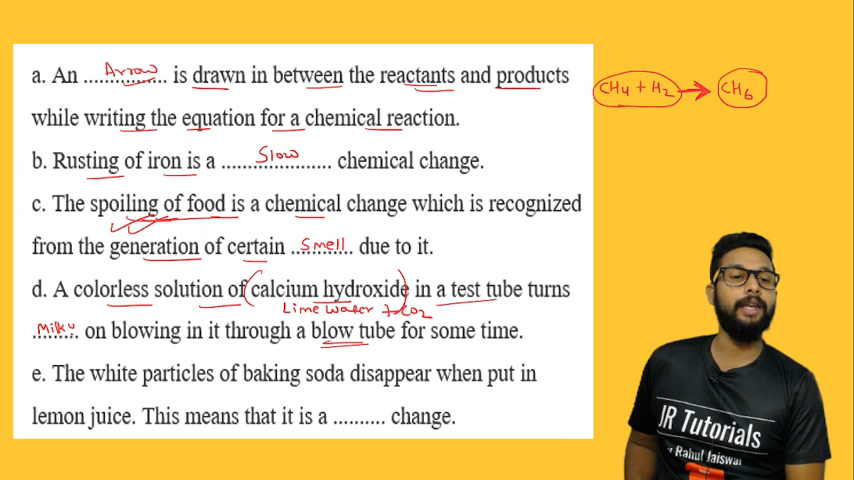 a. An ...Arrow... is drawn in between the reactants and products
while writing the equation for a chemical reaction.
b. Rusting of iron is a ...Slow... chemical change.
c. The spoiling of food is a chemical change which is recognized
from the generation of certain ...Smell... due to it.
d. A colorless solution of (calcium hydroxide) in a test tube turns
Lime water + CO2
...Milky... on blowing in it through a blow tube for some time.
e. The white particles of baking soda disappear when put in
lemon juice. This means that it is a .......... change.
CH4 + H2 → CH6
JR Tutorials
y Rahul Jaiswal